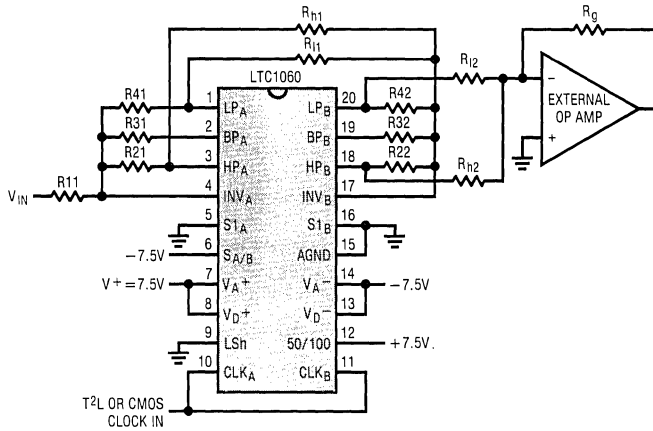 Rh1
Rg
Rl1
LTC1060
Rl2
R41 1 LPA LPB 20 R42
R31 2 BPA BPB 19 R32
EXTERNAL
OP AMP
−
+
R21 3 HPA HPB 18 R22
Rh2
VIN R11 4 INVA INVB 17
5 S1A S1B 16
−7.5V 6 SA/B AGND 15
V+ = 7.5V 7 VA+ VA− 14 −7.5V
8 VD+ VD− 13
9 LSh 50/100 12 +7.5V.
10 CLKA CLKB 11
T²L OR CMOS
CLOCK IN